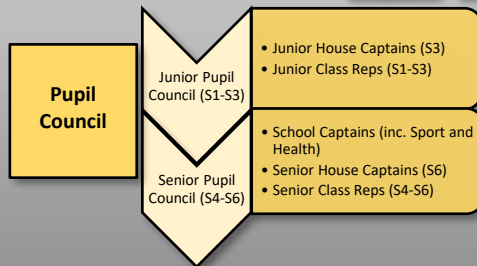 Pupil
Council
Junior Pupil
Council (S1-S3)
• Junior House Captains (S3)
• Junior Class Reps (S1-S3)
Senior Pupil
Council (S4-S6)
• School Captains (inc. Sport and
Health)
• Senior House Captains (S6)
• Senior Class Reps (S4-S6)